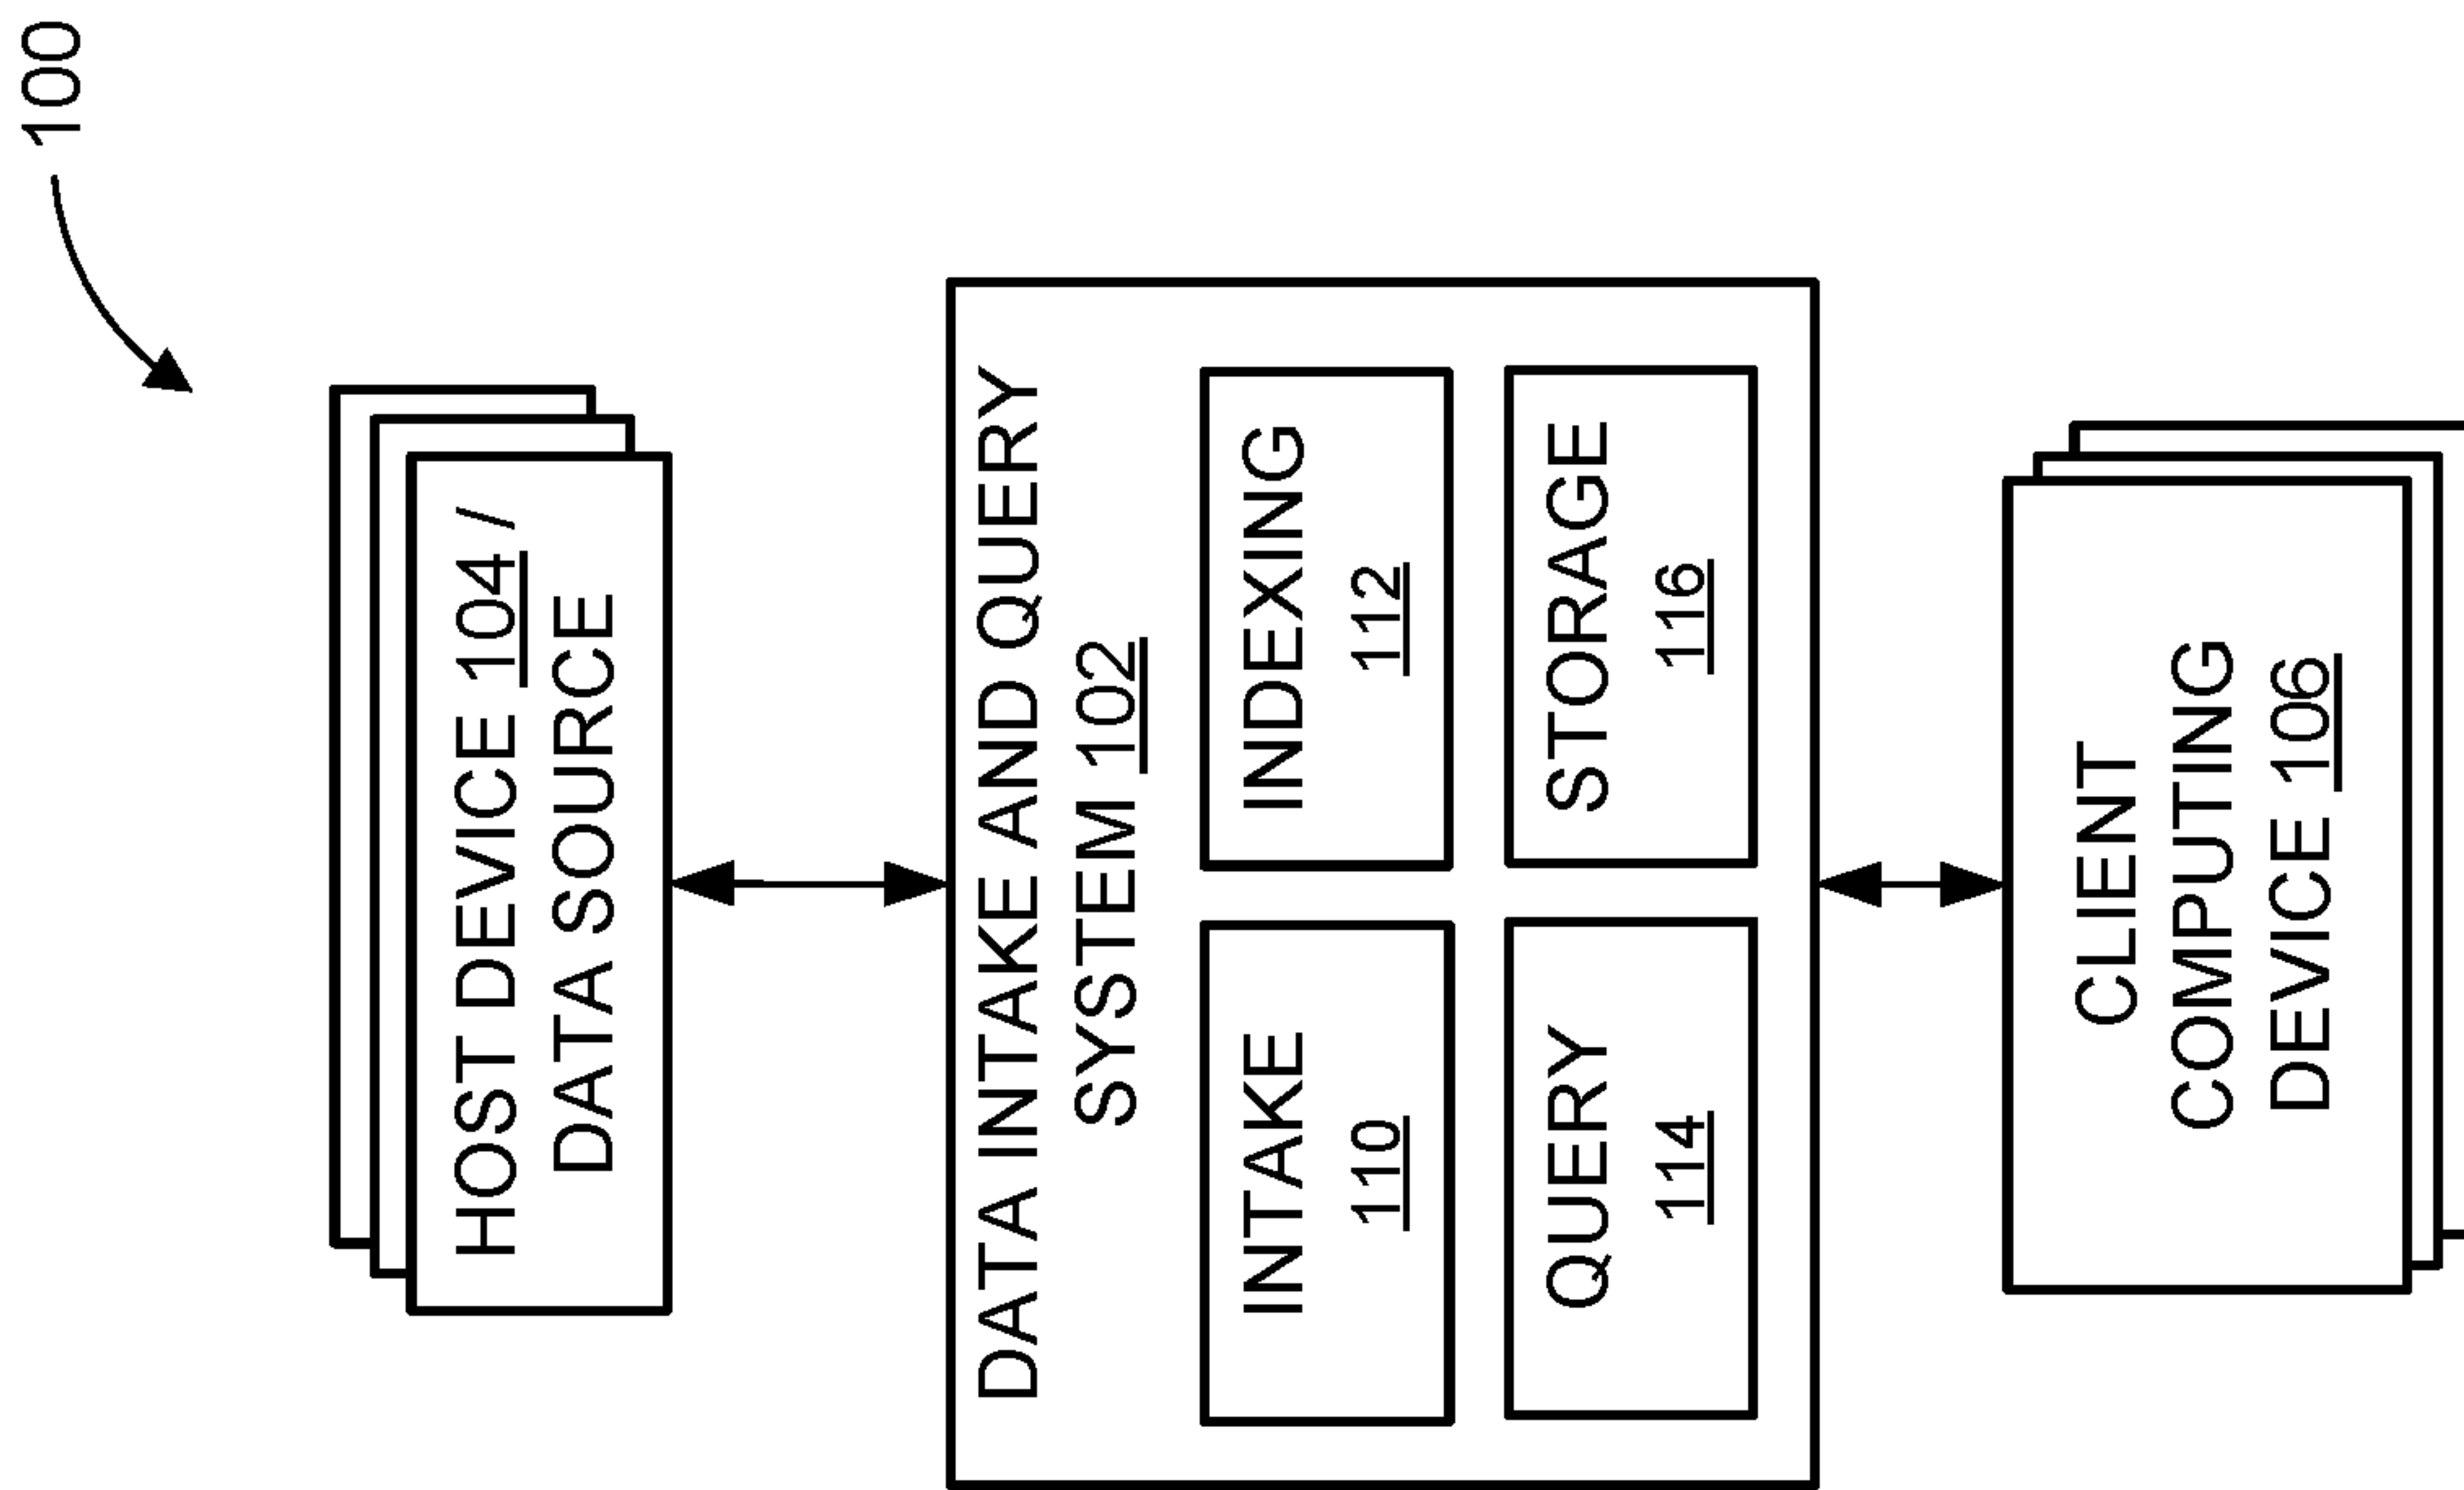 100
HOST DEVICE 104 /
DATA SOURCE
DATA INTAKE AND QUERY
SYSTEM 102
INTAKE
110
INDEXING
112
QUERY
114
STORAGE
116
CLIENT
COMPUTING
DEVICE 106